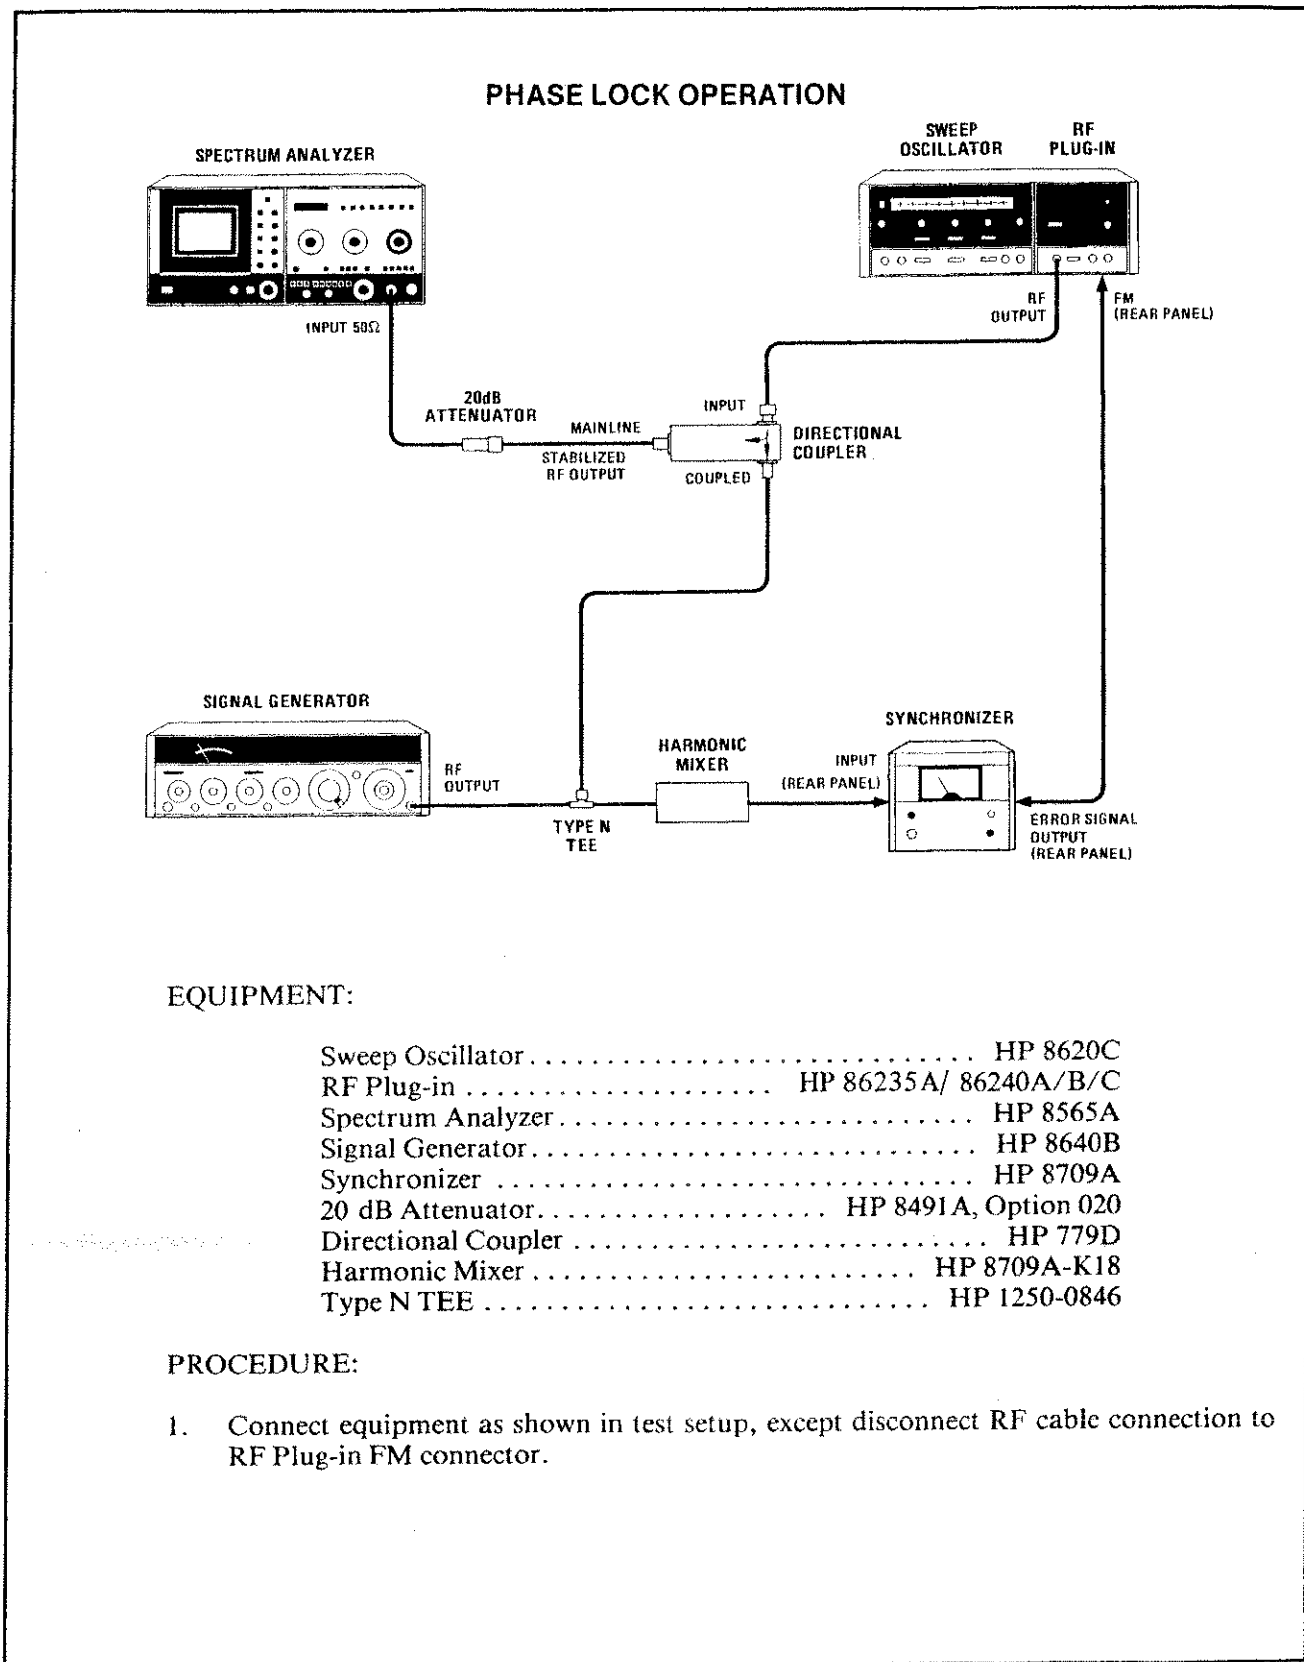 PHASE LOCK OPERATION
SPECTRUM ANALYZER
SWEEP
OSCILLATOR
RF
PLUG-IN
INPUT 50Ω
RF
OUTPUT
FM
(REAR PANEL)
20dB
ATTENUATOR
MAINLINE
STABILIZED
RF OUTPUT
INPUT
DIRECTIONAL
COUPLER
COUPLED
SIGNAL GENERATOR
RF
OUTPUT
TYPE N
TEE
HARMONIC
MIXER
INPUT
(REAR PANEL)
SYNCHRONIZER
ERROR SIGNAL
OUTPUT
(REAR PANEL)
EQUIPMENT:
Sweep Oscillator . . . . . . . . . . . . . . . . . . . . . . . . . . . . . . HP 8620C
RF Plug-in . . . . . . . . . . . . . . . . . . . . . HP 86235A/ 86240A/B/C
Spectrum Analyzer . . . . . . . . . . . . . . . . . . . . . . . . . . . . HP 8565A
Signal Generator . . . . . . . . . . . . . . . . . . . . . . . . . . . . . . HP 8640B
Synchronizer . . . . . . . . . . . . . . . . . . . . . . . . . . . . . . . . HP 8709A
20 dB Attenuator . . . . . . . . . . . . . . . . . . . HP 8491A, Option 020
Directional Coupler . . . . . . . . . . . . . . . . . . . . . . . . . . . . HP 779D
Harmonic Mixer . . . . . . . . . . . . . . . . . . . . . . . . . HP 8709A-K18
Type N TEE . . . . . . . . . . . . . . . . . . . . . . . . . . . . . . HP 1250-0846
PROCEDURE:
1. Connect equipment as shown in test setup, except disconnect RF cable connection to
RF Plug-in FM connector.